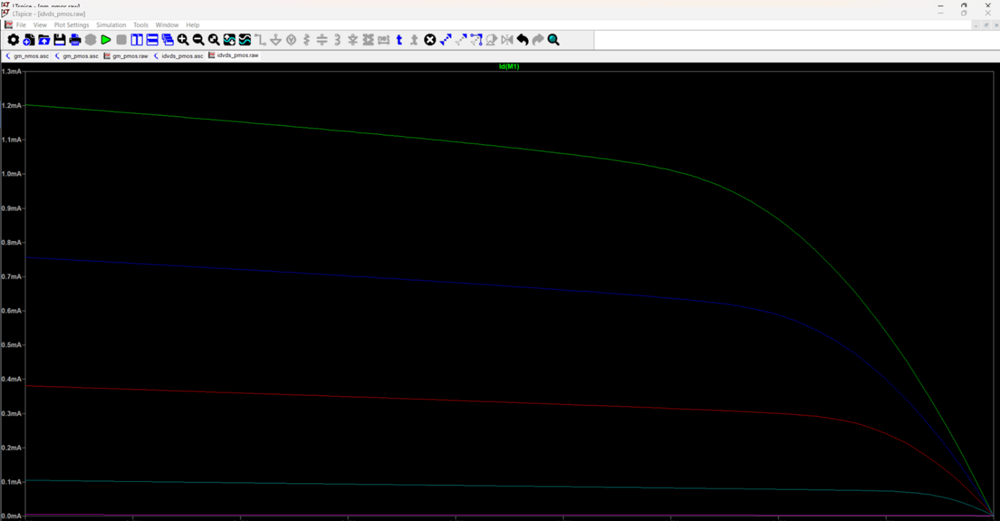 LTspice - [gm_pmos.raw]
LTspice - [idvds_pmos.raw]
File View Plot Settings Simulation Tools Window Help
net t t
gm_nmos.asc gm_pmos.asc gm_pmos.raw idvds_pmos.asc idvds_pmos.raw
Id(M1)
1.3mA
1.2mA
1.1mA
1.0mA
0.9mA
0.8mA
0.7mA
0.6mA
0.5mA
0.4mA
0.3mA
0.2mA
0.1mA
0.0mA